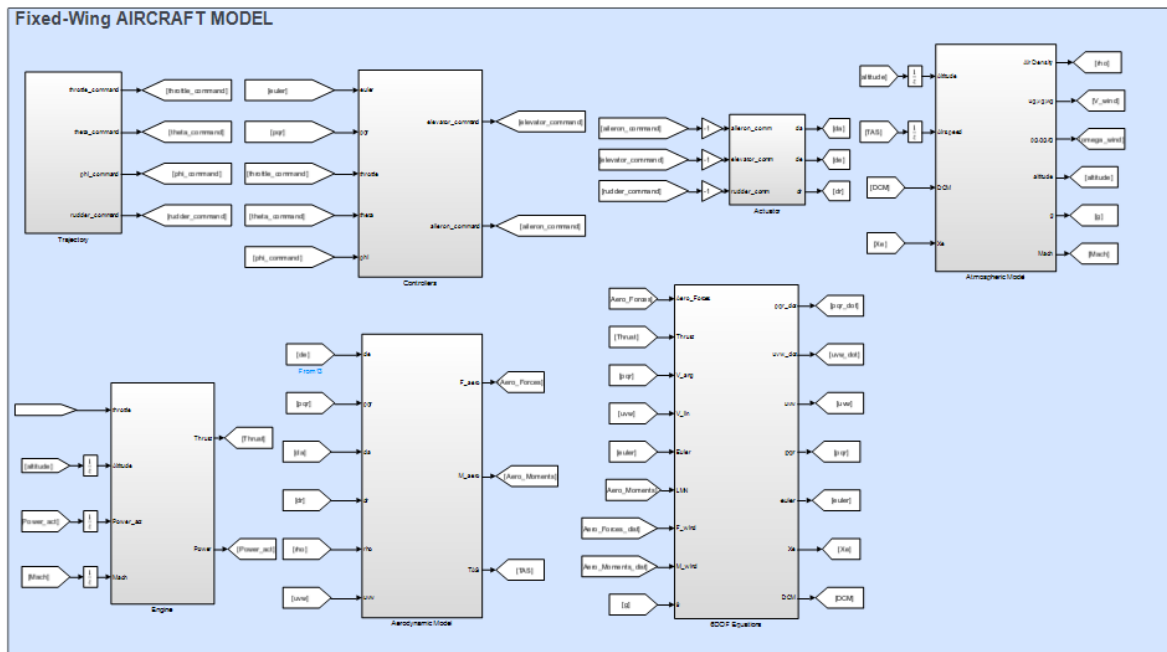 Fixed-Wing AIRCRAFT MODEL
throttle_command
theta_command
phi_command
rudder_command
[throttle_command]
[theta_command]
[phi_command]
[rudder_command]
Trajectory
[euler]
[pqr]
[throttle_command]
[theta_command]
[phi_command]
euler
pqr
throttle
theta
phi
elevator_command
aileron_command
Controllers
[elevator_command]
[aileron_command]
[aileron_command]
[elevator_command]
[rudder_command]
-1
-1
-1
aileron_comm
elevator_comm
rudder_comm
da
de
dr
Actuator
[da]
[de]
[dr]
[altitude]
[TAS]
[DCM]
[Xe]
Altitude
Airspeed
DCM
Xe
Air Density
altitude
g
Mach
Atmospheric Model
[rho]
[V_wind]
[omega_wind]
[altitude]
[g]
[Mach]
[altitude]
[Power_act]
[Mach]
throttle
Altitude
Power_act
Mach
Thrust
Power
Engine
[Thrust]
[Power_act]
[de]
From13
[pqr]
[da]
[dr]
[rho]
[uvw]
de
pqr
da
dr
rho
uvw
F_aero
M_aero
TAS
Aerodynamic Model
[Aero_Forces]
[Aero_Moments]
[TAS]
[Aero_Forces]
[Thrust]
[pqr]
[uvw]
[euler]
[Aero_Moments]
[Aero_Forces_dist]
[Aero_Moments_dist]
[g]
Aero_Forces
Thrust
V_ang
V_lin
Euler
LMN
F_wind
M_wind
g
pqr_dot
uvw_dot
uvw
pqr
euler
Xe
DCM
6DOF Equations
[pqr_dot]
[uvw_dot]
[uvw]
[pqr]
[euler]
[Xe]
[DCM]